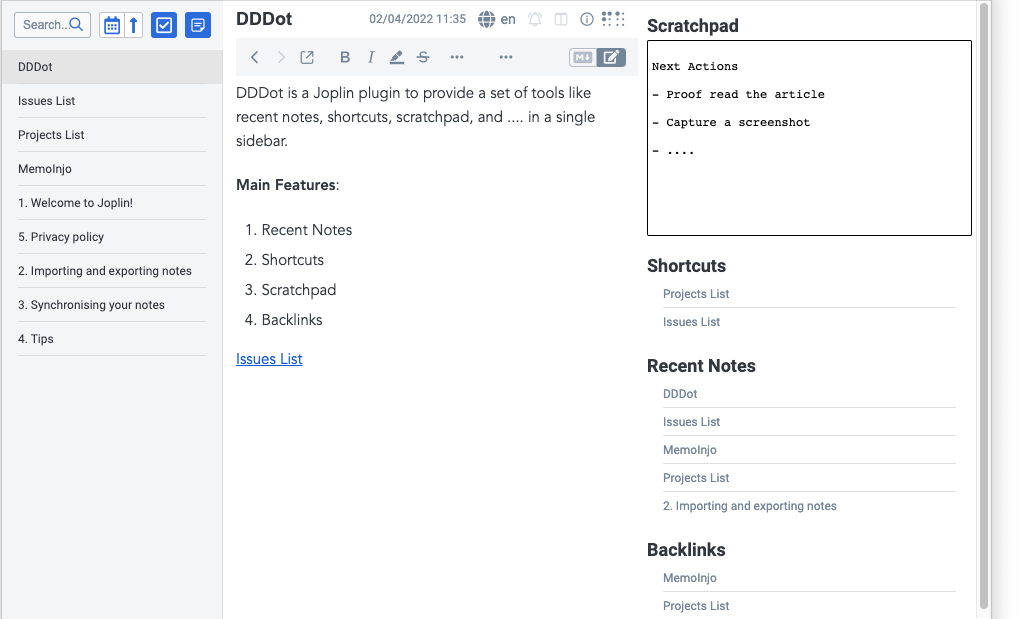 Search...
DDDot
Issues List
Projects List
MemoInjo
1. Welcome to Joplin!
5. Privacy policy
2. Importing and exporting notes
3. Synchronising your notes
4. Tips
DDDot
02/04/2022 11:35
en
B I S ... ...
M
DDDot is a Joplin plugin to provide a set of tools like
recent notes, shortcuts, scratchpad, and .... in a single
sidebar.
Main Features:
1. Recent Notes
2. Shortcuts
3. Scratchpad
4. Backlinks
Issues List
Scratchpad
Next Actions
- Proof read the article
- Capture a screenshot
- ....
Shortcuts
Projects List
Issues List
Recent Notes
DDDot
Issues List
MemoInjo
Projects List
2. Importing and exporting notes
Backlinks
MemoInjo
Projects List